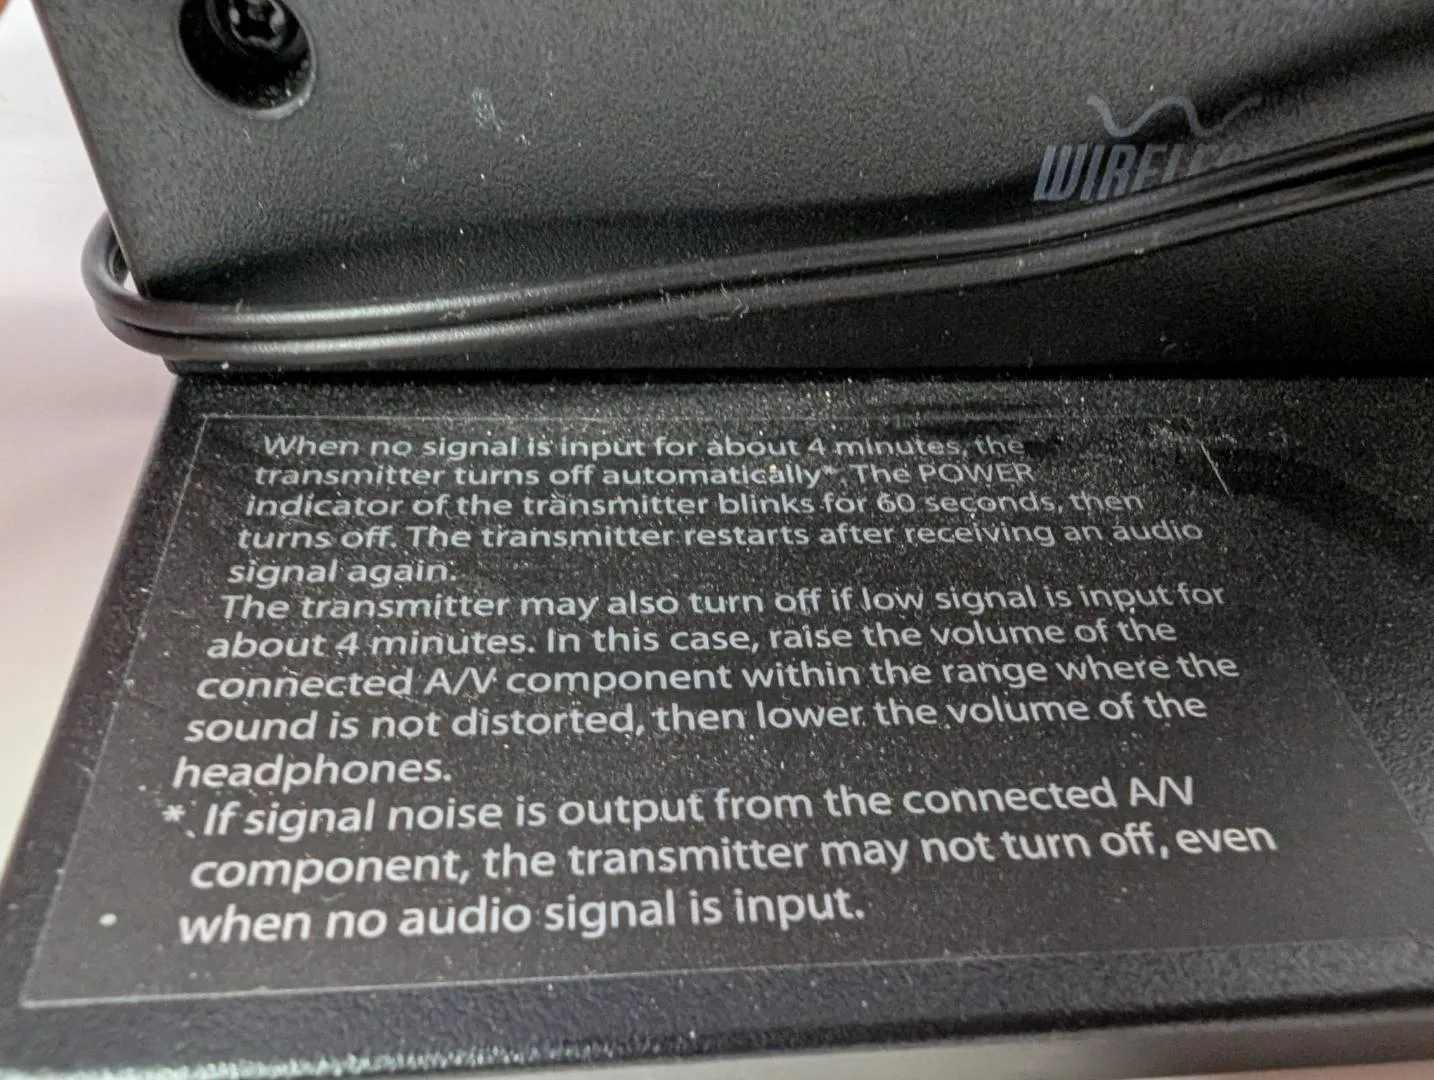 When no signal is input for about 4 minutes, the
transmitter turns off automatically*. The POWER
indicator of the transmitter blinks for 60 seconds, then
turns off. The transmitter restarts after receiving an audio
signal again.
The transmitter may also turn off if low signal is input for
about 4 minutes. In this case, raise the volume of the
connected A/V component within the range where the
sound is not distorted, then lower the volume of the
headphones.
* If signal noise is output from the connected A/V
component, the transmitter may not turn off, even
when no audio signal is input.